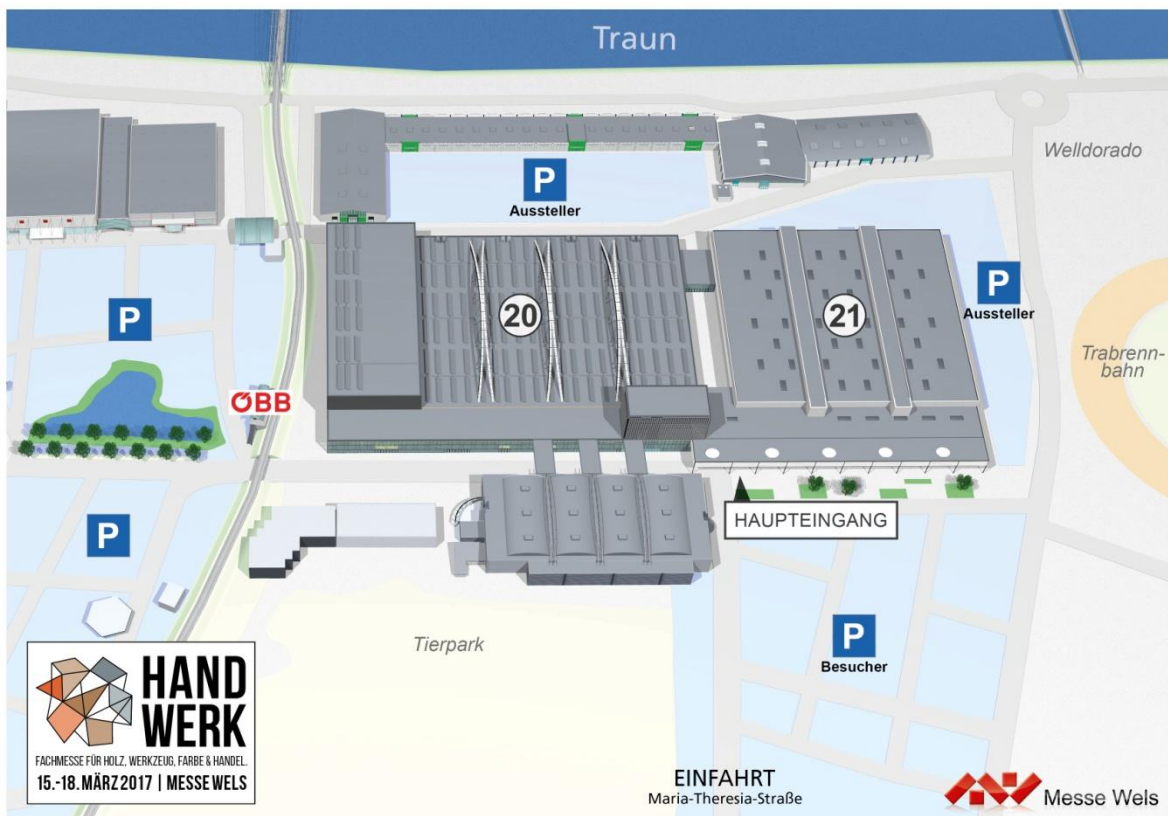 Traun
P
Aussteller
Welldorado
P
20
21
P
Aussteller
Trabrenn-
bahn
ÖBB
HAUPTEINGANG
P
P
Besucher
Tierpark
HAND
WERK
FACHMESSE FÜR HOLZ, WERKZEUG, FARBE & HANDEL.
15.-18. MÄRZ 2017 | MESSE WELS
EINFAHRT
Maria-Theresia-Straße
Messe Wels